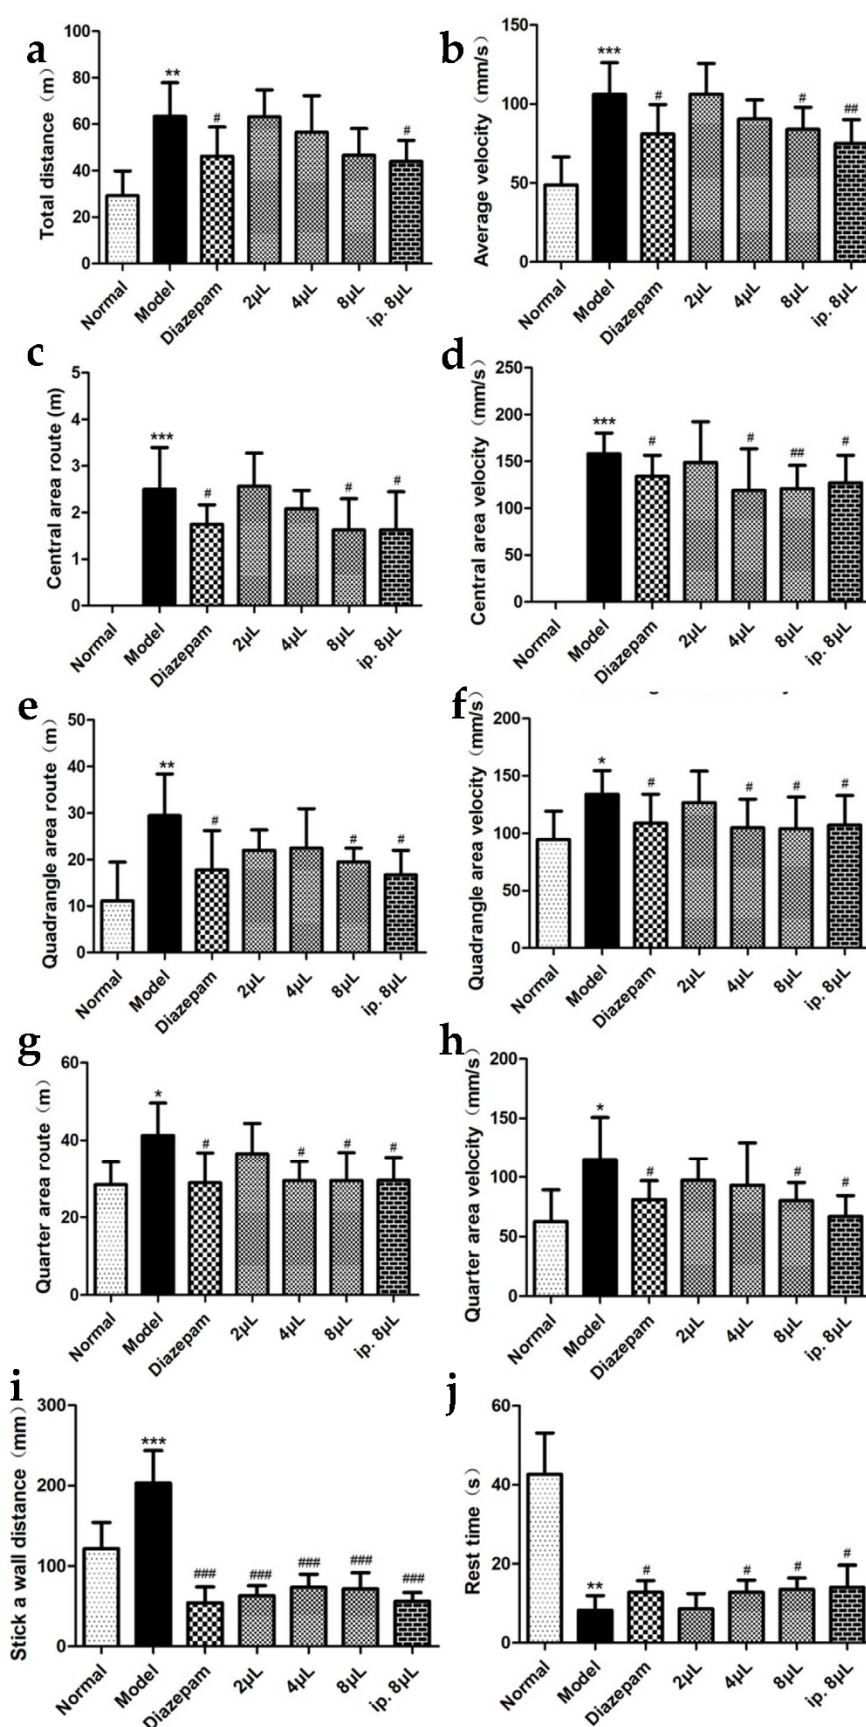 a
Total distance（m）
100
80
60
40
20
0
** # #
Normal Model Diazepam 2μL 4μL 8μL ip. 8μL
b
Average velocity（mm/s）
150
100
50
0
*** # # ##
Normal Model Diazepam 2μL 4μL 8μL ip. 8μL
c
Central area route (m)
5
4
3
2
1
0
*** # # #
Normal Model Diazepam 2μL 4μL 8μL ip. 8μL
d
Central area velocity（mm/s）
250
200
150
100
50
0
*** # # ## #
Normal Model Diazepam 2μL 4μL 8μL ip. 8μL
e
Quadrangle area route（m）
50
40
30
20
10
0
** # # #
Normal Model Diazepam 2μL 4μL 8μL ip. 8μL
f
Quadrangle area velocity（mm/s）
200
150
100
50
0
* # # # #
Normal Model Diazepam 2μL 4μL 8μL ip. 8μL
g
Quarter area route（m）
60
40
20
0
* # # # #
Normal Model Diazepam 2μL 4μL 8μL ip. 8μL
h
Quarter area velocity（mm/s）
200
150
100
50
0
* # # #
Normal Model Diazepam 2μL 4μL 8μL ip. 8μL
i
Stick a wall distance（mm）
300
200
100
0
*** ### ### ### ### ###
Normal Model Diazepam 2μL 4μL 8μL ip. 8μL
j
Rest time（s）
60
40
20
0
** # # # #
Normal Model Diazepam 2μL 4μL 8μL ip. 8μL